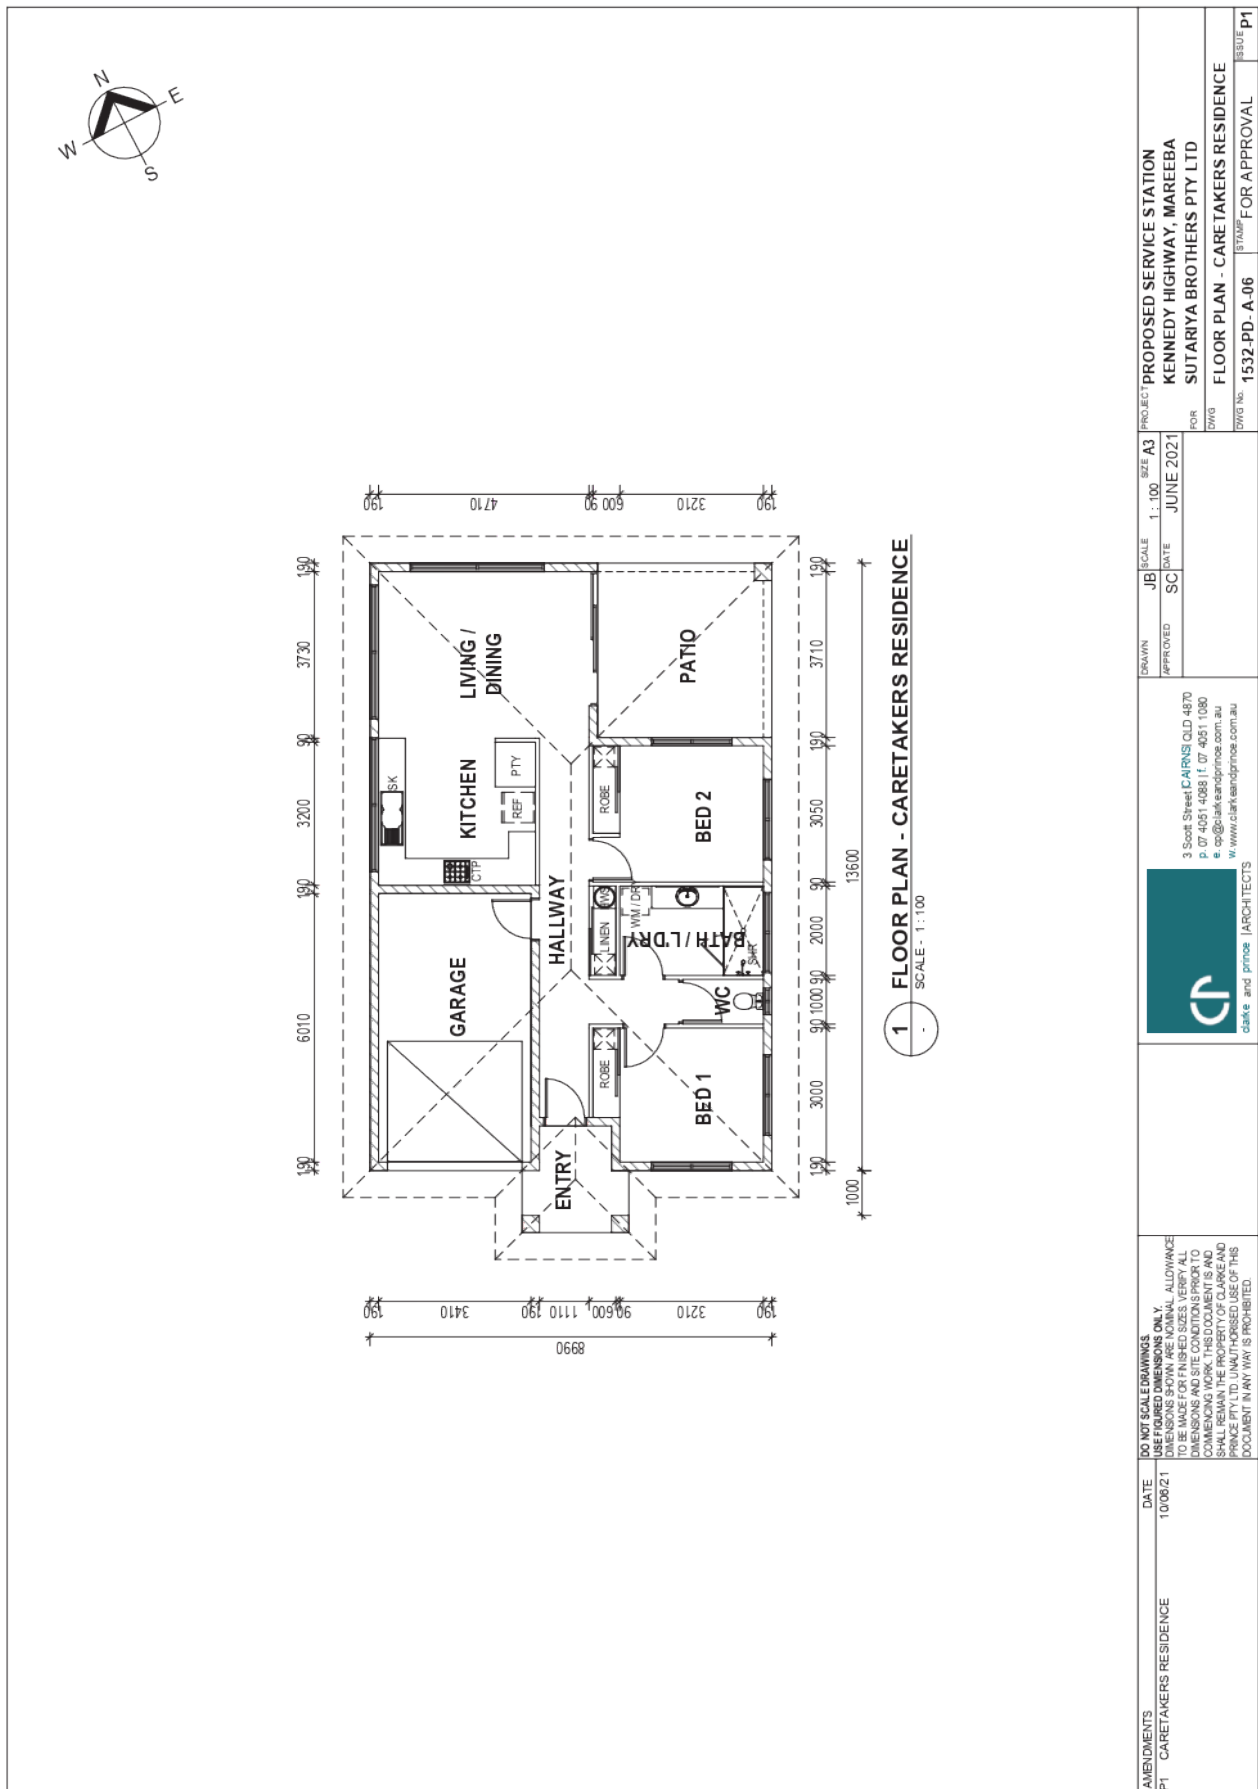 N
E
S
W
190
3730
90
3200
190
6010
190
190
4710
90
600
3210
190
LIVING /
DINING
KITCHEN
SK
PTY
REF
CTP
GARAGE
HALLWAY
ENTRY
PATIO
BED 2
ROBE
LINEN
HWS
WM / DRY
BATH / L'DRY
SHR
WC
BED 1
ROBE
190
3710
190
3050
90
2000
90
1000
90
3000
190
13600
1000
190
3410
190
1110
600
90
3210
190
8990
1
-
FLOOR PLAN - CARETAKERS RESIDENCE
SCALE - 1 : 100
AMENDMENTS DATE
P1 CARETAKERS RESIDENCE 10/06/21
DO NOT SCALE DRAWINGS.
USE FIGURED DIMENSIONS ONLY.
DIMENSIONS SHOWN ARE NOMINAL. ALLOWANCE
TO BE MADE FOR FINISHED SIZES. VERIFY ALL
DIMENSIONS AND SITE CONDITIONS PRIOR TO
COMMENCING WORK. THIS DOCUMENT IS AND
SHALL REMAIN THE PROPERTY OF CLARKE AND
PRINCE PTY LTD. UNAUTHORISED USE OF THIS
DOCUMENT IN ANY WAY IS PROHIBITED.
clarke and prince | ARCHITECTS
3 Scott Street | CAIRNS | QLD 4870
p. 07 4051 4088 | f. 07 4051 1080
e. cp@clarkeandprince.com.au
w. www.clarkeandprince.com.au
DRAWN JB
SCALE 1 : 100
SIZE A3
APPROVED SC
DATE JUNE 2021
PROJECT PROPOSED SERVICE STATION
KENNEDY HIGHWAY, MAREEBA
FOR SUTARIYA BROTHERS PTY LTD
DWG FLOOR PLAN - CARETAKERS RESIDENCE
DWG No. 1532-PD- A-06
STAMP FOR APPROVAL
ISSUE P1